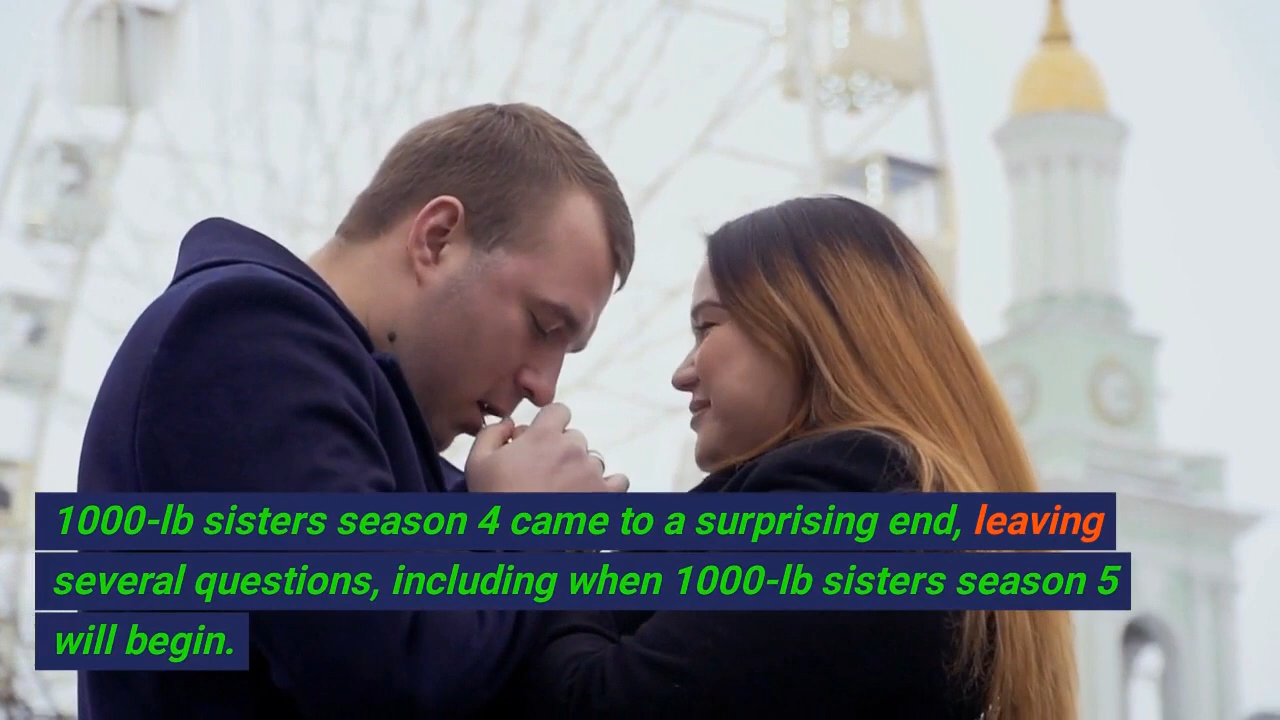 1000-lb sisters season 4 came to a surprising end, leaving
several questions, including when 1000-lb sisters season 5
will begin.